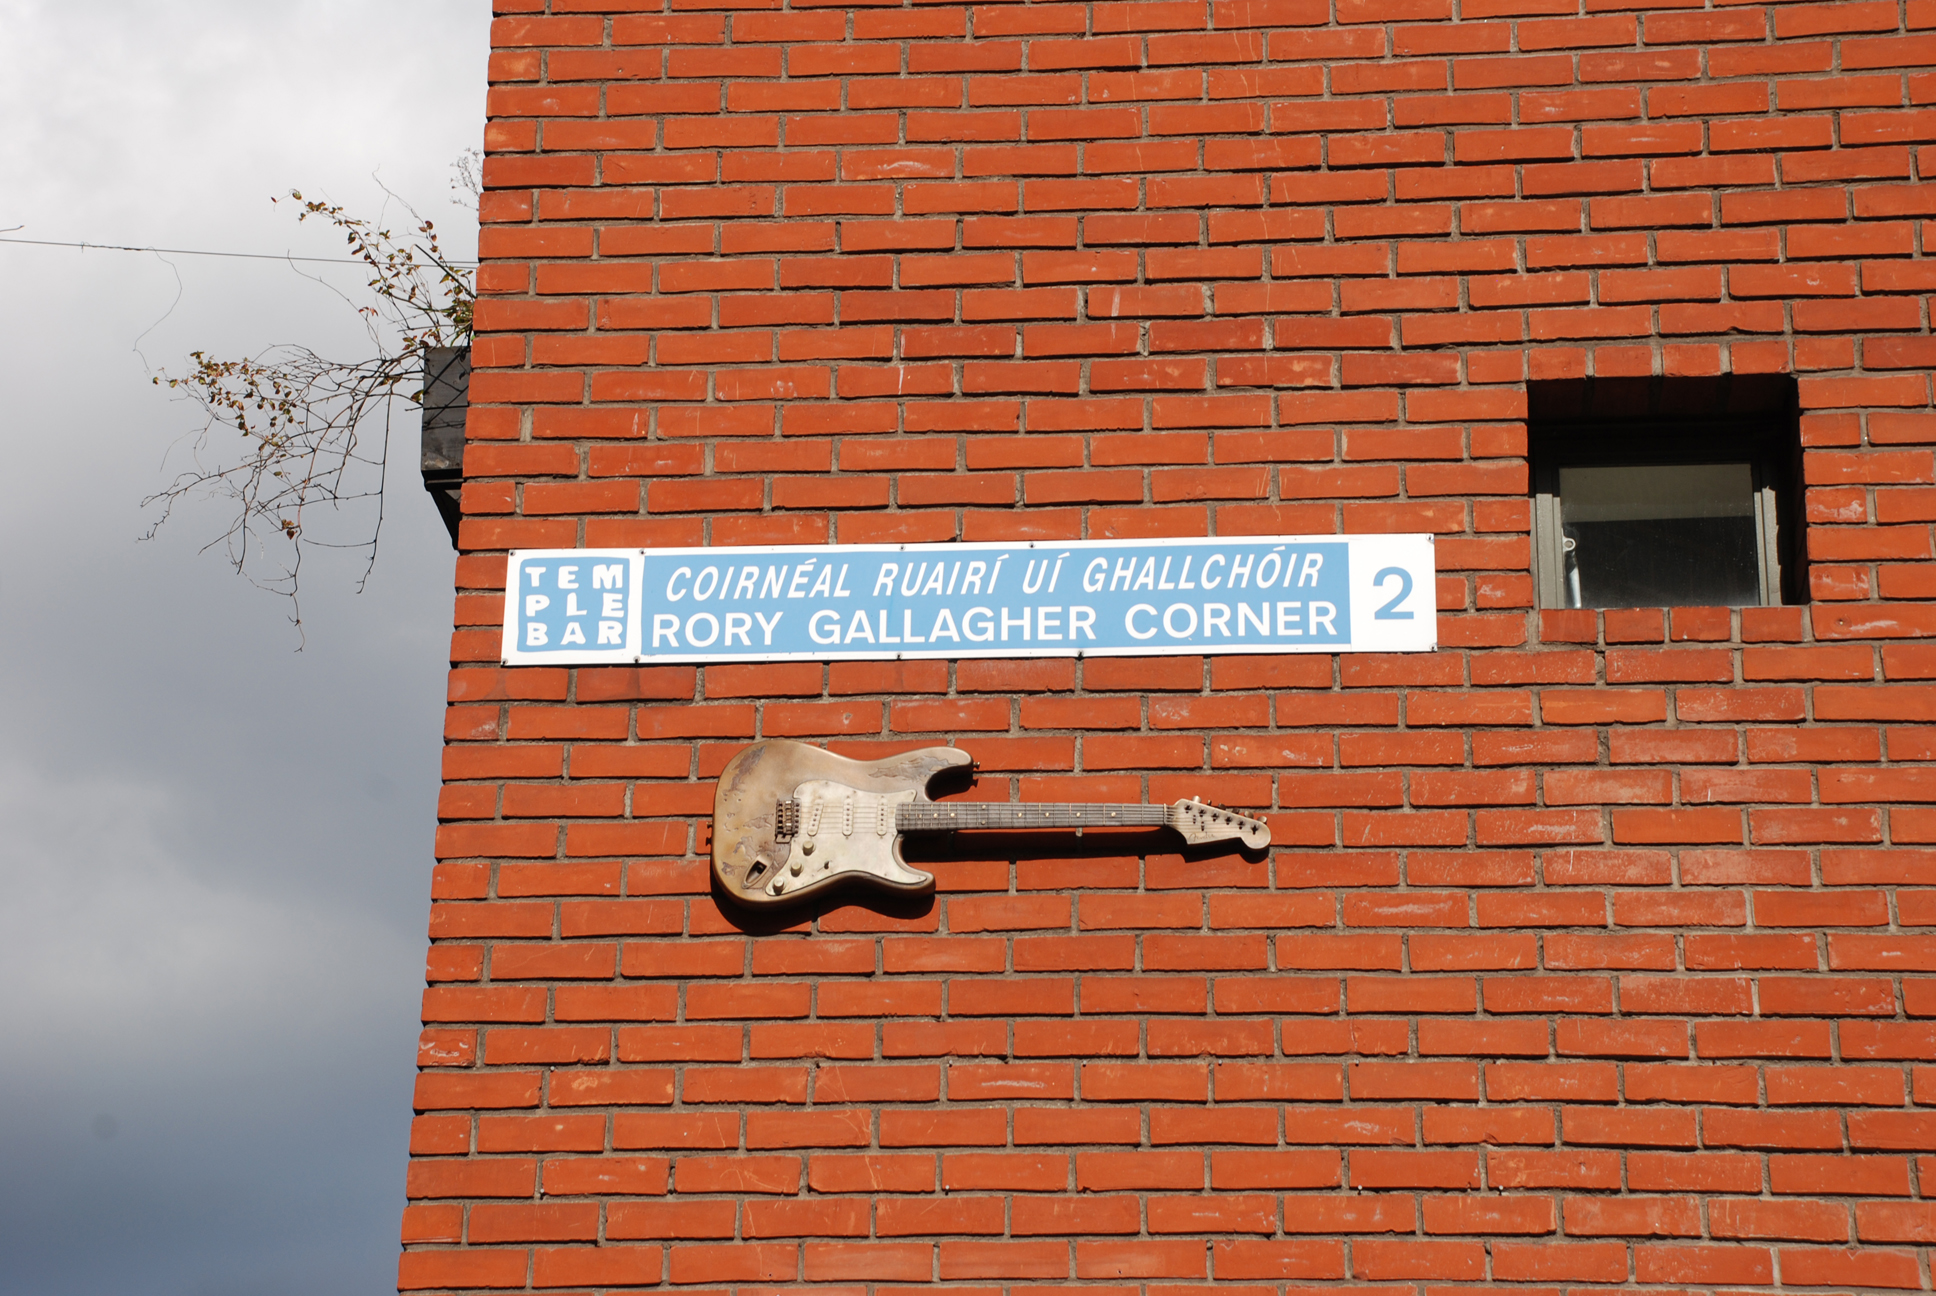 TEM
PLE
BAR
COIRNÉAL RUAIRÍ UÍ GHALLCHÓIR
RORY GALLAGHER CORNER
2